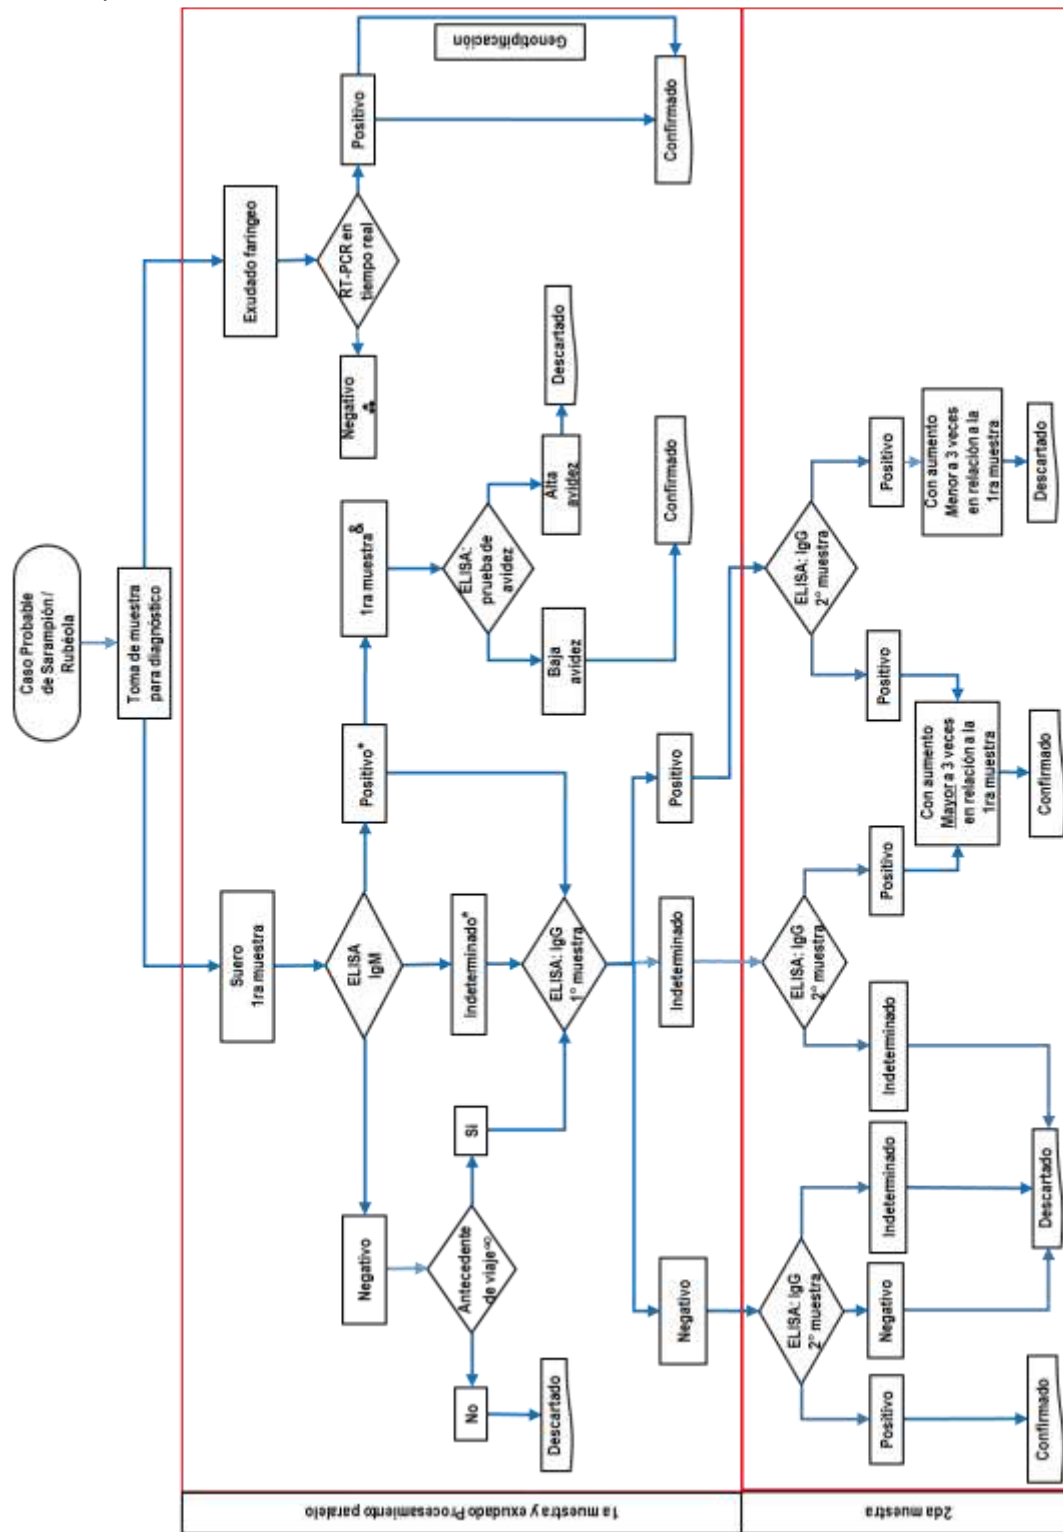 Caso Probable
de Sarampión /
Rubéola
Toma de muestra
para diagnóstico
1a muestra y exudado Procesamiento paralelo
Suero
1ra muestra
Exudado faríngeo
ELISA
IgM
RT-PCR en
tiempo real
Negativo
Indeterminado*
Positivo*
1ra muestra&
Negativo
Positivo
Genotipificación
Antecedente
de viaje∞
No
Si
ELISA: IgG
1° muestra
ELISA:
prueba de
avidez
Baja
avidez
Alta
avidez
Descartado
Descartado
Negativo
Indeterminado
Positivo
Confirmado
Confirmado
2da muestra
ELISA: IgG
2° muestra
ELISA: IgG
2° muestra
ELISA: IgG
2° muestra
Positivo
Negativo
Indeterminado
Indeterminado
Positivo
Positivo
Positivo
Con aumento
Mayor a 3 veces
en relación a la
1ra muestra
Con aumento
Menor a 3 veces
en relación a la
1ra muestra
Confirmado
Descartado
Confirmado
Descartado